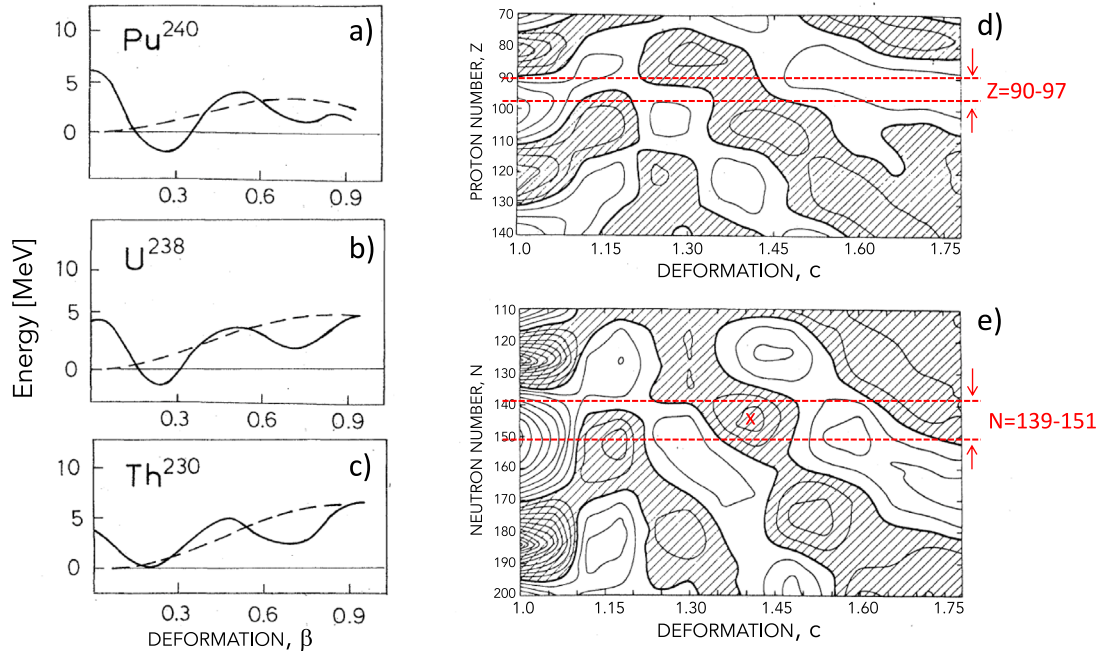 a)
Pu240
10
5
0
0.3
0.6
0.9
b)
U238
10
5
0
0.3
0.6
0.9
c)
Th230
10
5
0
0.3
0.6
0.9
Energy [MeV]
DEFORMATION, β
d)
PROTON NUMBER, Z
70
80
90
100
110
120
130
140
1.0
1.15
1.30
1.45
1.60
1.75
DEFORMATION, c
Z=90-97
e)
NEUTRON NUMBER, N
110
120
130
140
150
160
170
180
190
200
x
1.0
1.15
1.30
1.45
1.60
1.75
DEFORMATION, c
N=139-151